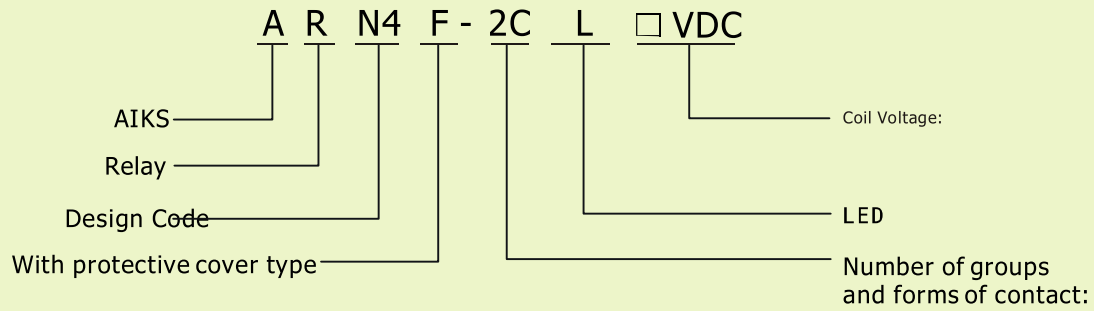 A R N4 F - 2C L □ VDC
AIKS
Coil Voltage:
Relay
Design Code
LED
With protective cover type
Number of groups
and forms of contact: